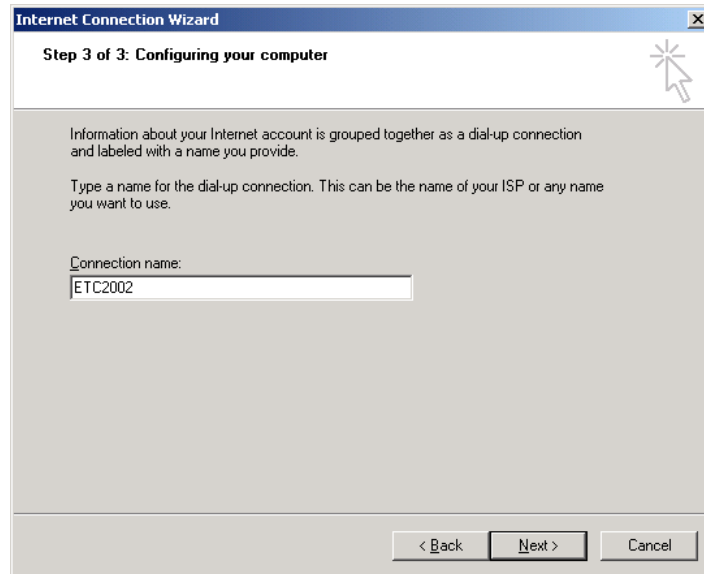 Internet Connection Wizard
Step 3 of 3: Configuring your computer
Information about your Internet account is grouped together as a dial-up connection
and labeled with a name you provide.
Type a name for the dial-up connection. This can be the name of your ISP or any name
you want to use.
Connection name:
ETC2002
< Back
Next >
Cancel